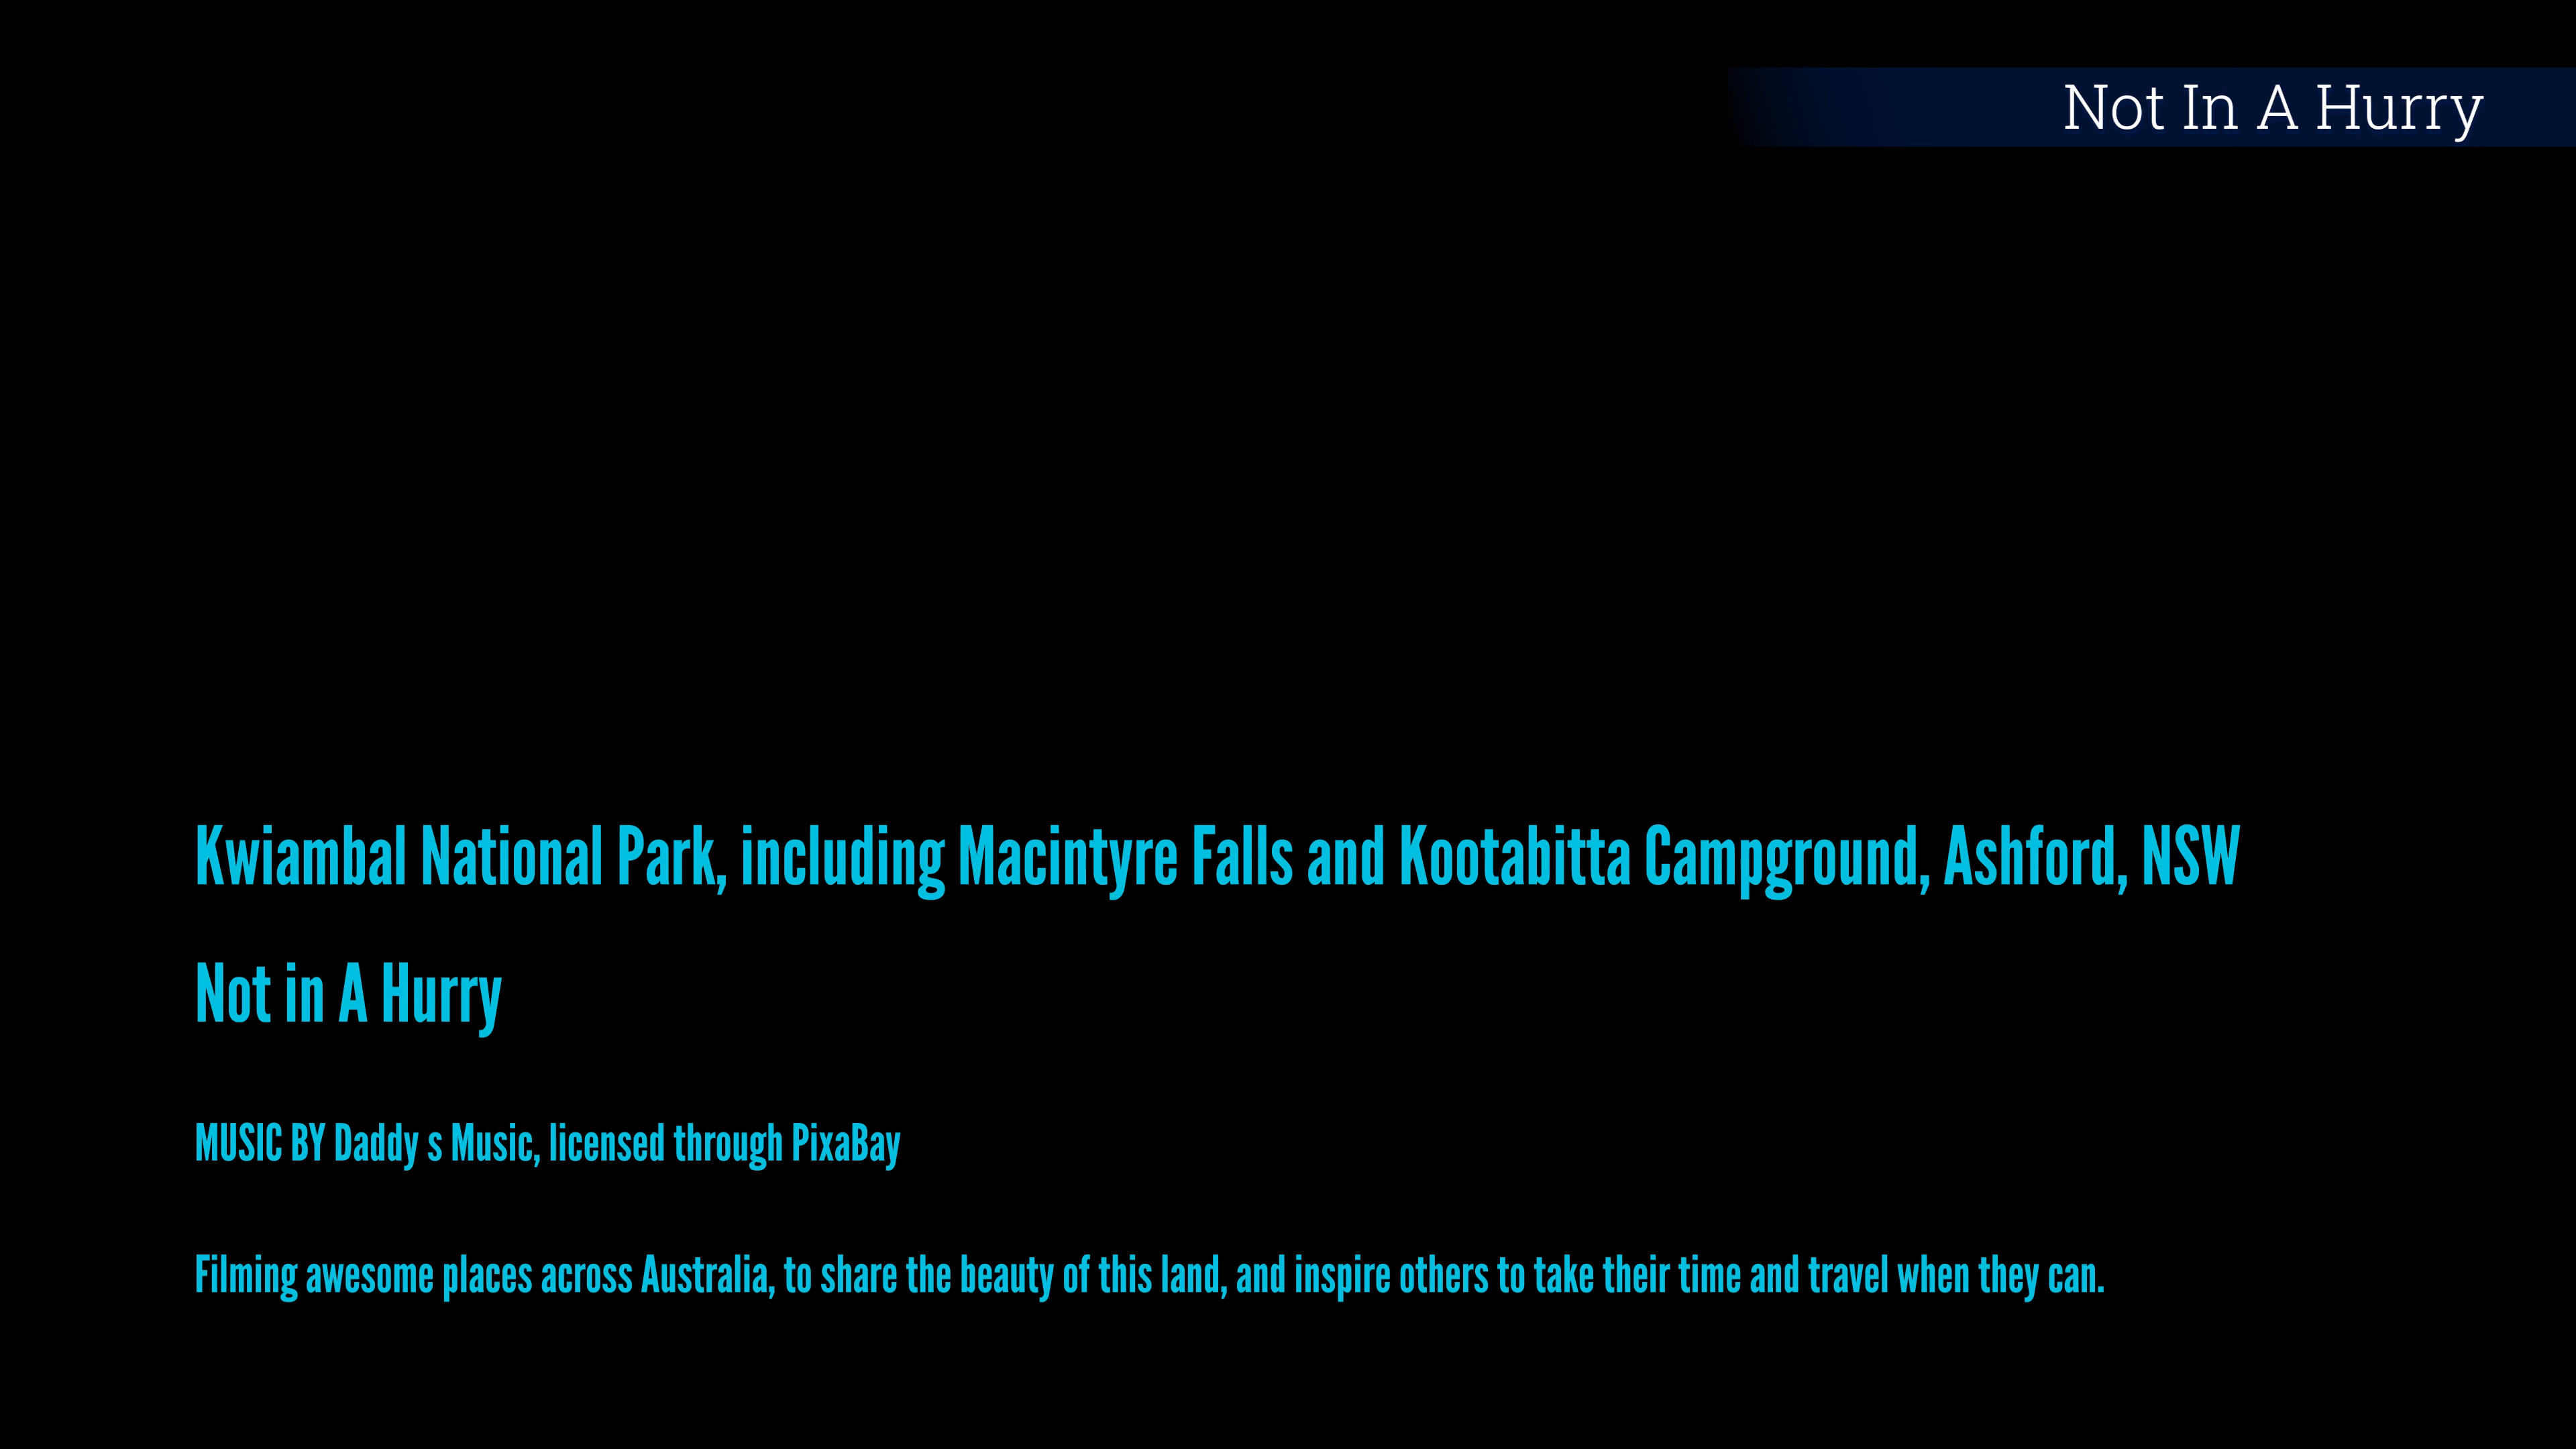 Not In A Hurry
Kwiambal National Park, including Macintyre Falls and Kootabitta Campground, Ashford, NSW
Not in A Hurry
MUSIC BY Daddy s Music, licensed through PixaBay
Filming awesome places across Australia, to share the beauty of this land, and inspire others to take their time and travel when they can.